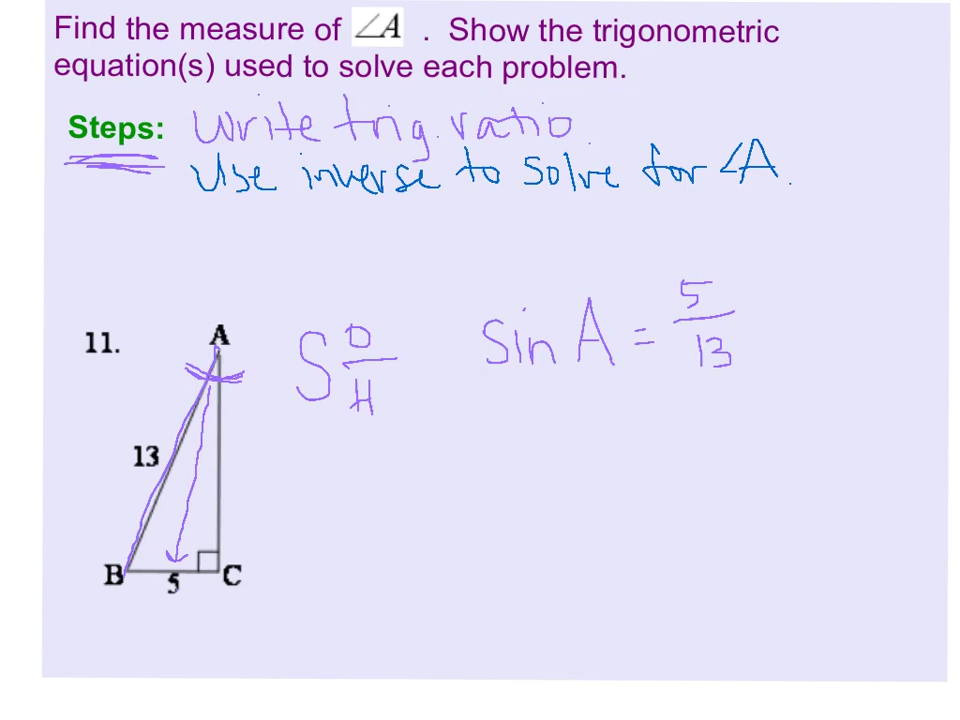 Find the measure of ∠A . Show the trigonometric
equation(s) used to solve each problem.
Steps: Write trig. ratio
Use inverse to solve for ∠A.
11.
A
S O/H
sin A = 5/13
13
B
5
C